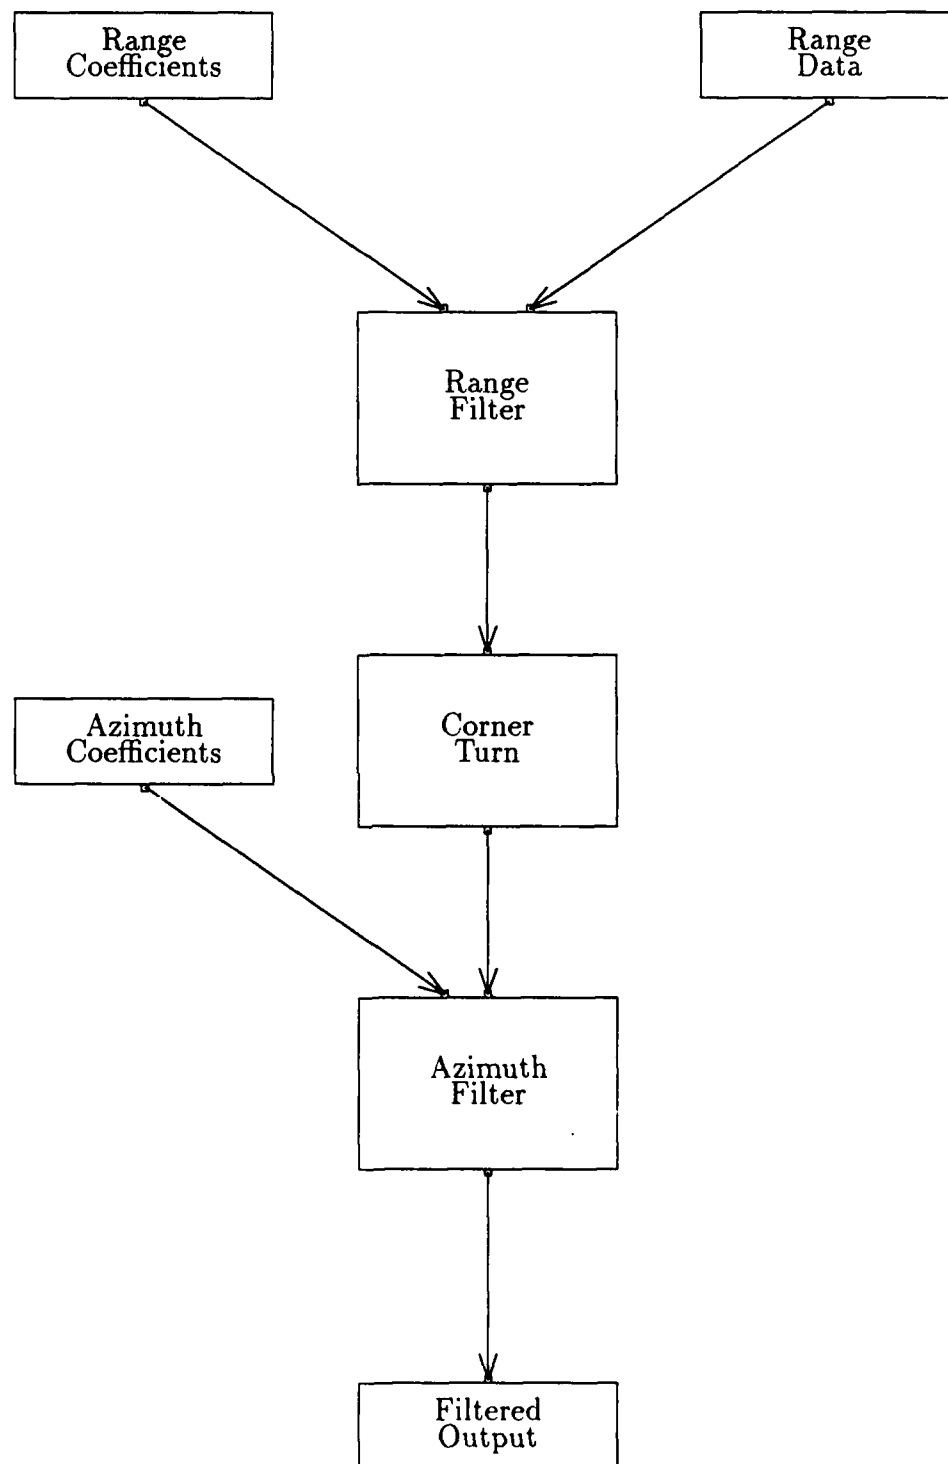 Range
Coefficients
Range
Data
Range
Filter
Corner
Turn
Azimuth
Coefficients
Azimuth
Filter
Filtered
Output